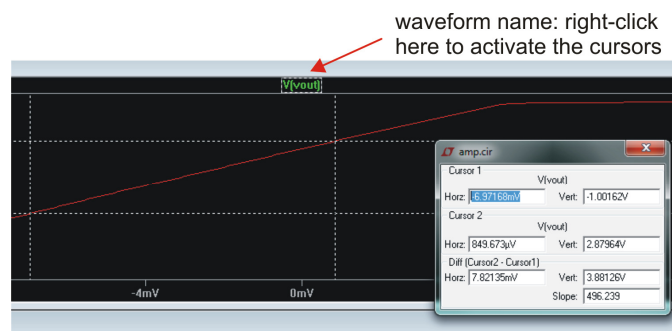 waveform name: right-click
here to activate the cursors
V(vout)
amp.cir
Cursor 1
V(vout)
Horz: -6.97168mV Vert: -1.00162V
Cursor 2
V(vout)
Horz: 849.673µV Vert: 2.87964V
Diff (Cursor2 - Cursor1)
Horz: 7.82135mV Vert: 3.88126V
Slope: 496.239
-4mV 0mV